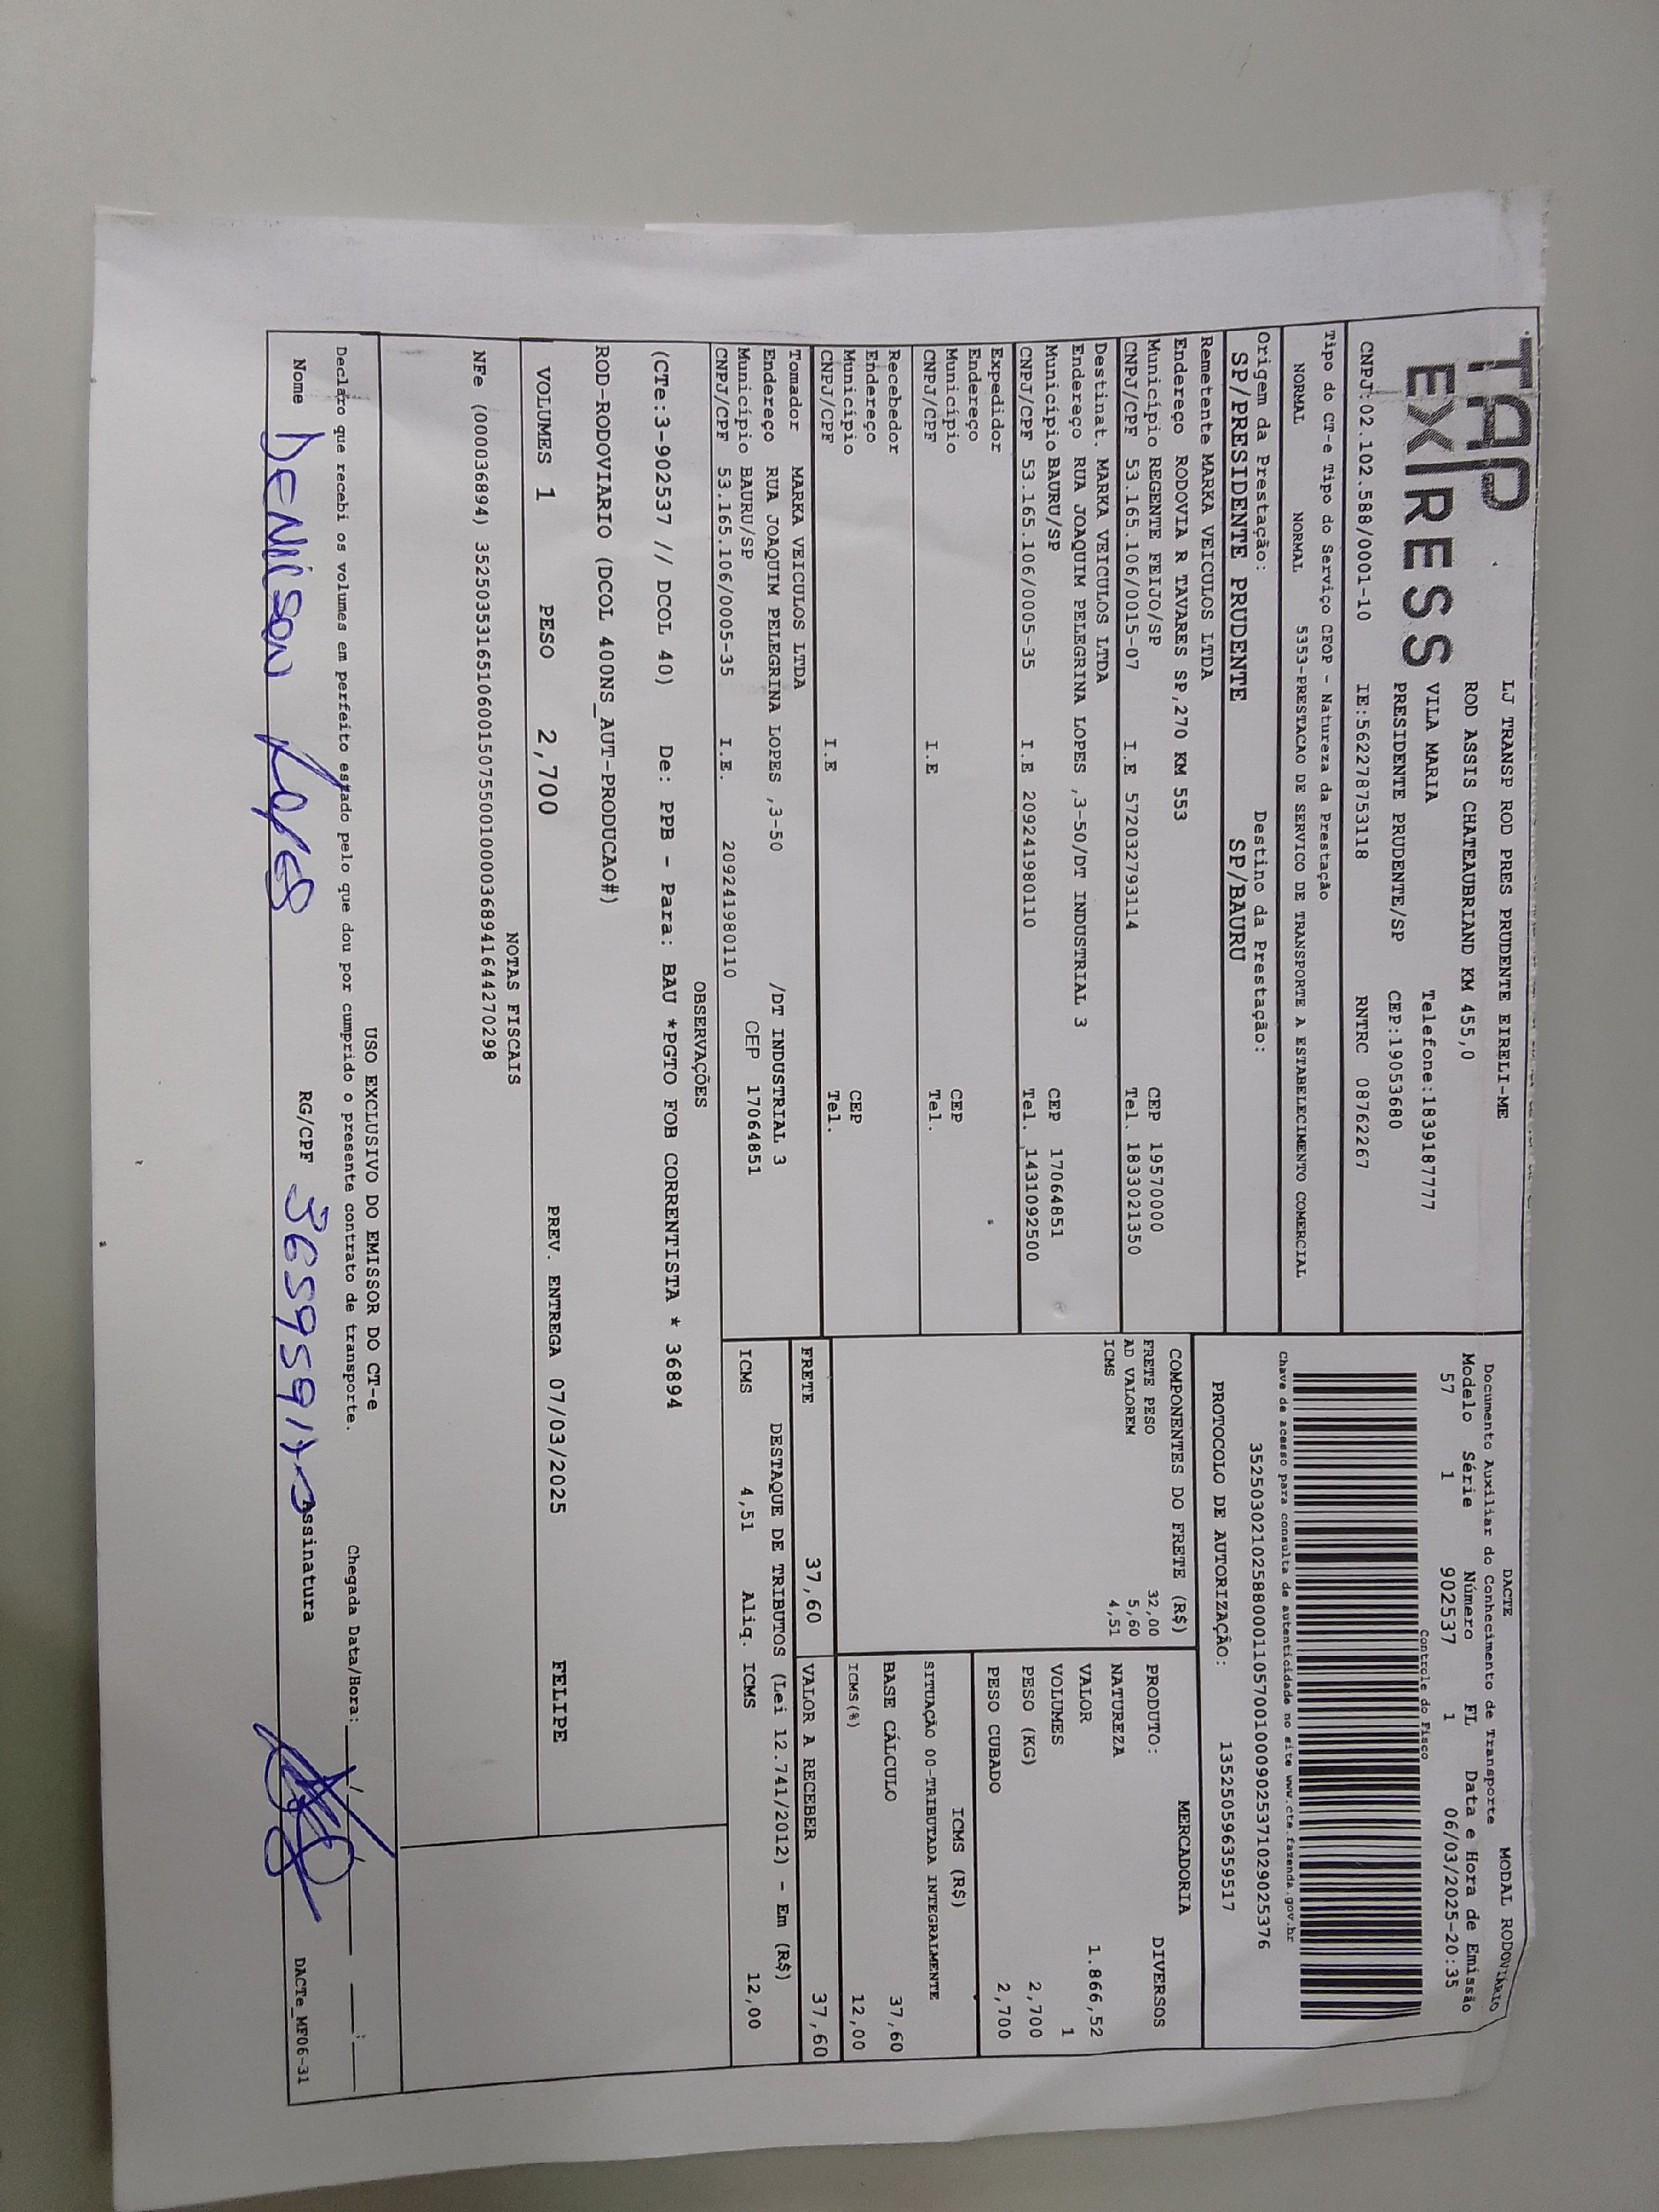 TAP
EXPRESS
LJ TRANSP ROD PRES PRUDENTE EIRELI-ME
ROD ASSIS CHATEAUBRIAND KM 455,0
VILA MARIA Telefone:1839187777
PRESIDENTE PRUDENTE/SP CEP:19053680
CNPJ:02.102.588/0001-10 IE:562278753118 RNTRC 08762267
Tipo do CT-e Tipo do Serviço CFOP - Natureza da Prestação
NORMAL NORMAL 5353-PRESTACAO DE SERVICO DE TRANSPORTE A ESTABELECIMENTO COMERCIAL
Origem da Prestação: Destino da Prestação:
SP/PRESIDENTE PRUDENTE SP/BAURU
DACTE MODAL RODOVIÁRIO
Documento Auxiliar do Conhecimento de Transporte
Modelo Série Número FL Data e Hora de Emissão
57 1 902537 1 06/03/2025-20:35
Controle do Fisco
Chave de acesso para consulta de autenticidade no site www.cte.fazenda.gov.br
35250302102588000110570010009025371029025376
PROTOCOLO DE AUTORIZAÇÃO: 135250596359517
Remetente MARKA VEICULOS LTDA
Endereço RODOVIA R TAVARES SP,270 KM 553
Município REGENTE FEIJO/SP CEP 19570000
CNPJ/CPF 53.165.106/0015-07 I.E 572032793114 Tel. 1833021350
Destinat. MARKA VEICULOS LTDA
Endereço RUA JOAQUIM PELEGRINA LOPES ,3-50/DT INDUSTRIAL 3
Município BAURU/SP CEP 17064851
CNPJ/CPF 53.165.106/0005-35 I.E 209241980110 Tel. 143109250​0
Expedidor
Endereço
Município CEP
CNPJ/CPF I.E Tel.
Recebedor
Endereço
Município CEP
CNPJ/CPF I.E Tel.
Tomador MARKA VEICULOS LTDA
Endereço RUA JOAQUIM PELEGRINA LOPES ,3-50 /DT INDUSTRIAL 3
Município BAURU/SP CEP 17064851
CNPJ/CPF 53.165.106/0005-35 I.E. 209241980110
COMPONENTES DO FRETE (R$)
FRETE PESO 32,00
AD VALOREM 5,60
ICMS 4,51
MERCADORIA
PRODUTO: DIVERSOS
NATUREZA
VALOR 1.866,52
VOLUMES 1
PESO (KG) 2,700
PESO CUBADO 2,700
ICMS (R$)
SITUAÇÃO 00-TRIBUTADA INTEGRALMENTE
BASE CÁLCULO 37,60
ICMS(%) 12,00
FRETE 37,60 VALOR A RECEBER 37,60
DESTAQUE DE TRIBUTOS (Lei 12.741/2012) - Em (R$)
ICMS 4,51 Aliq. ICMS 12,00
OBSERVAÇÕES
(CTe:3-902537 // DCOL 40) De: PPB - Para: BAU *PGTO FOB CORRENTISTA * 36894
ROD-RODOVIARIO (DCOL 400NS_AUT-PRODUCAO#)
VOLUMES 1 PESO 2,700 PREV. ENTREGA 07/03/2025 FELIPE
NOTAS FISCAIS
NFe (000036894) 35250353165106001507550010000368941644270298
USO EXCLUSIVO DO EMISSOR DO CT-e
Declaro que recebi os volumes em perfeito estado pelo que dou por cumprido o presente contrato de transporte. Chegada Data/Hora:
Nome DENILSON LOPES RG/CPF Assinatura
DACTe_MF06-31